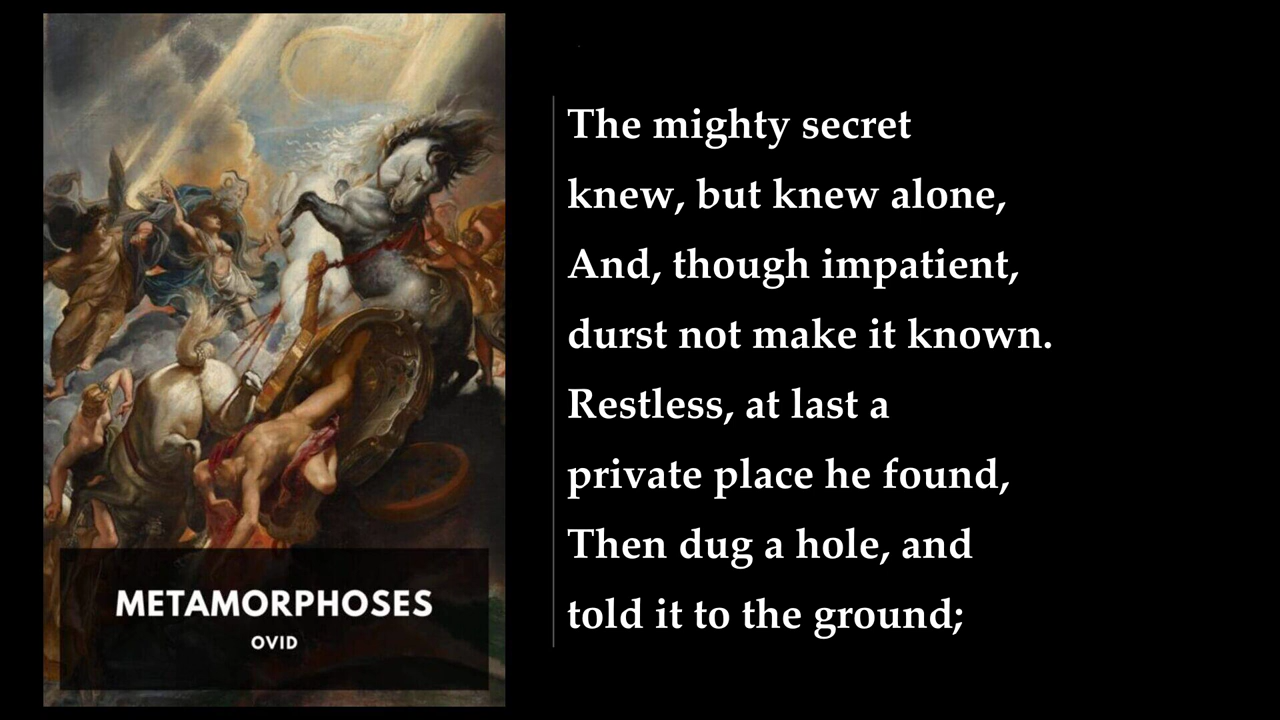 METAMORPHOSES
OVID
The mighty secret
knew, but knew alone,
And, though impatient,
durst not make it known.
Restless, at last a
private place he found,
Then dug a hole, and
told it to the ground;